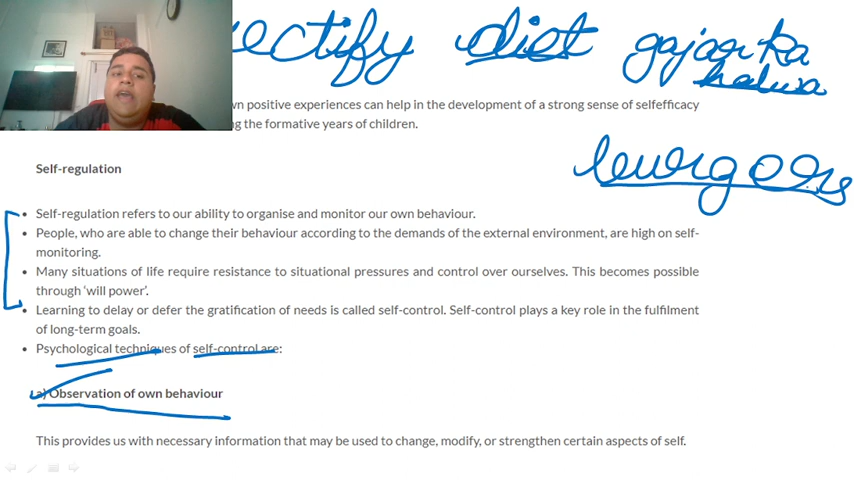 ectify diet gajar ka
halwa
wn positive experiences can help in the development of a strong sense of selfefficacy
ng the formative years of children.
Self-regulation
• Self-regulation refers to our ability to organise and monitor our own behaviour.
• People, who are able to change their behaviour according to the demands of the external environment, are high on self-
monitoring.
• Many situations of life require resistance to situational pressures and control over ourselves. This becomes possible
through ‘will power’.
• Learning to delay or defer the gratification of needs is called self-control. Self-control plays a key role in the fulfilment
of long-term goals.
• Psychological techniques of self-control are:
a) Observation of own behaviour
This provides us with necessary information that may be used to change, modify, or strengthen certain aspects of self.